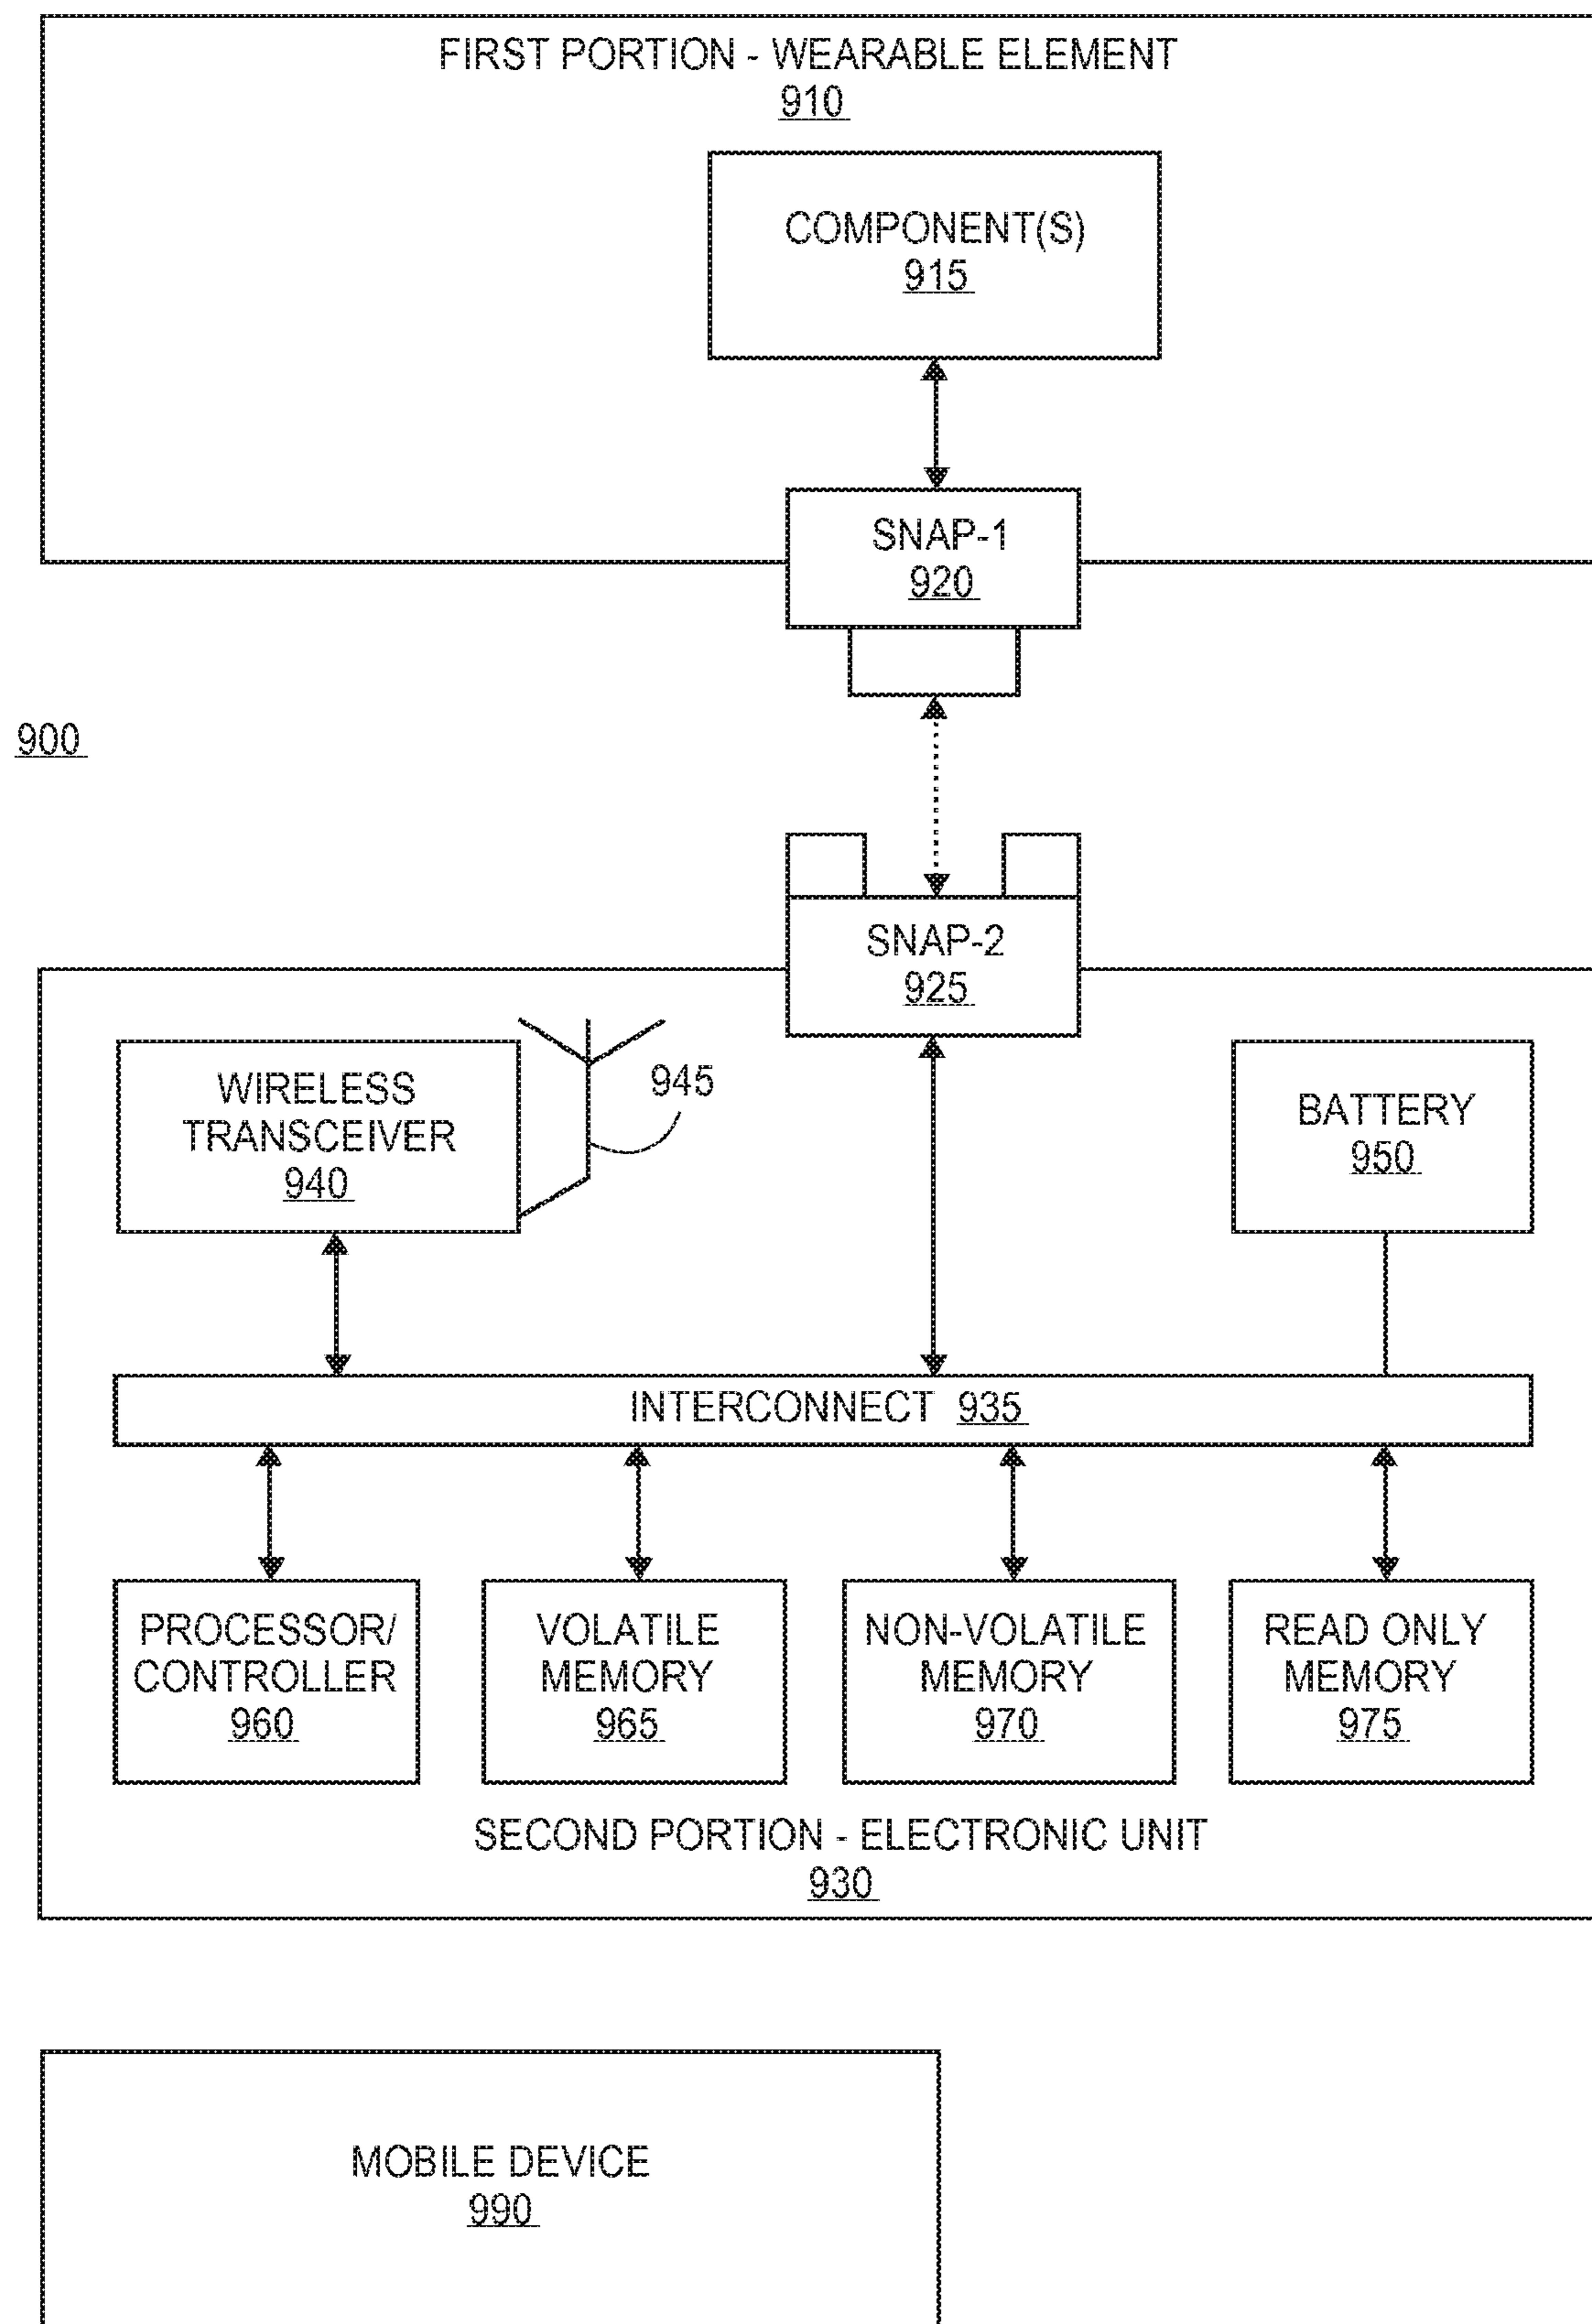 FIRST PORTION - WEARABLE ELEMENT
910
COMPONENT(S)
915
SNAP-1
920
900
SNAP-2
925
WIRELESS
TRANSCEIVER
940
945
BATTERY
950
INTERCONNECT 935
PROCESSOR/
CONTROLLER
960
VOLATILE
MEMORY
965
NON-VOLATILE
MEMORY
970
READ ONLY
MEMORY
975
SECOND PORTION - ELECTRONIC UNIT
930
MOBILE DEVICE
990